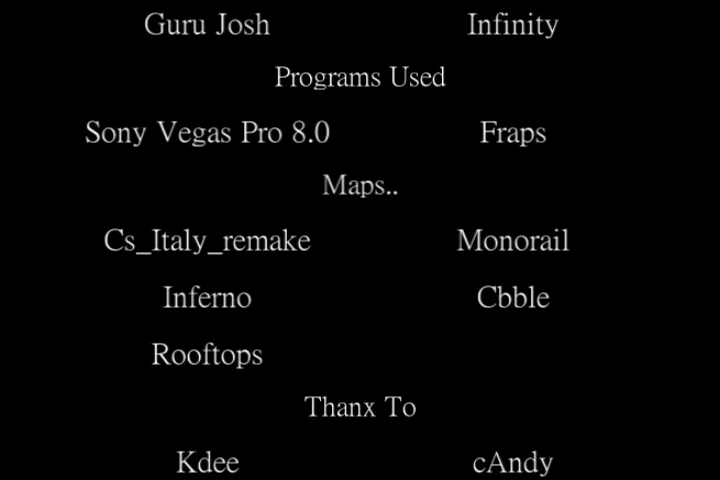 Guru Josh Infinity
Programs Used
Sony Vegas Pro 8.0 Fraps
Maps..
Cs_Italy_remake Monorail
Inferno Cbble
Rooftops
Thanx To
Kdee cAndy